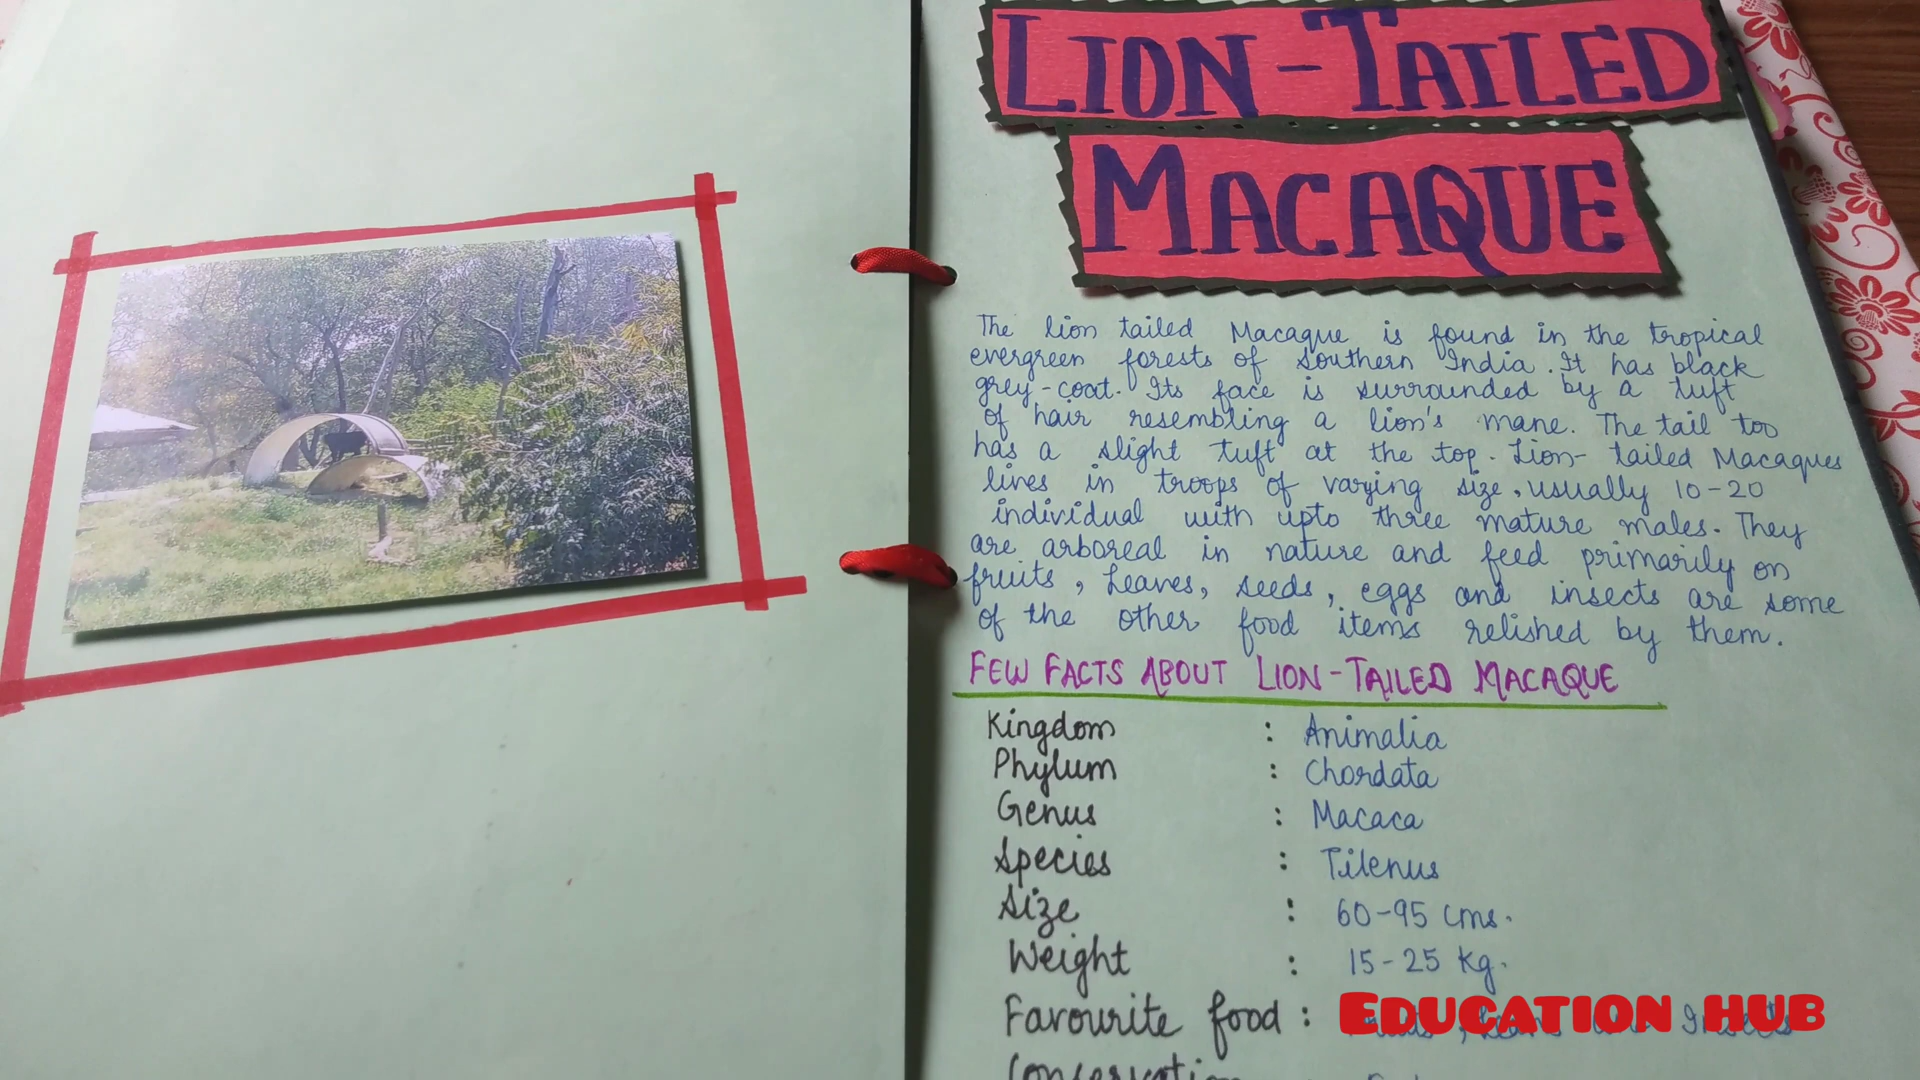 LION-TAILED
MACAQUE
The lion tailed Macaque is found in the tropical
evergreen forests of Southern India. It has black
grey-coat. Its face is surrounded by a tuft
of hair resembling a lion's mane. The tail too
has a slight tuft at the top. Lion-tailed Macaques
lives in troops of varying size, usually 10-20
individual with upto three mature males. They
are arboreal in nature and feed primarily on
fruits, leaves, seeds, eggs and insects are some
of the other food items relished by them.
FEW FACTS ABOUT LION-TAILED MACAQUE
Kingdom : Animalia
Phylum : Chordata
Genus : Macaca
Species : Tilenus
Size : 60-95 cms.
Weight : 15-25 kg.
Favourite food : Insects
EDUCATION HUB
Conservation